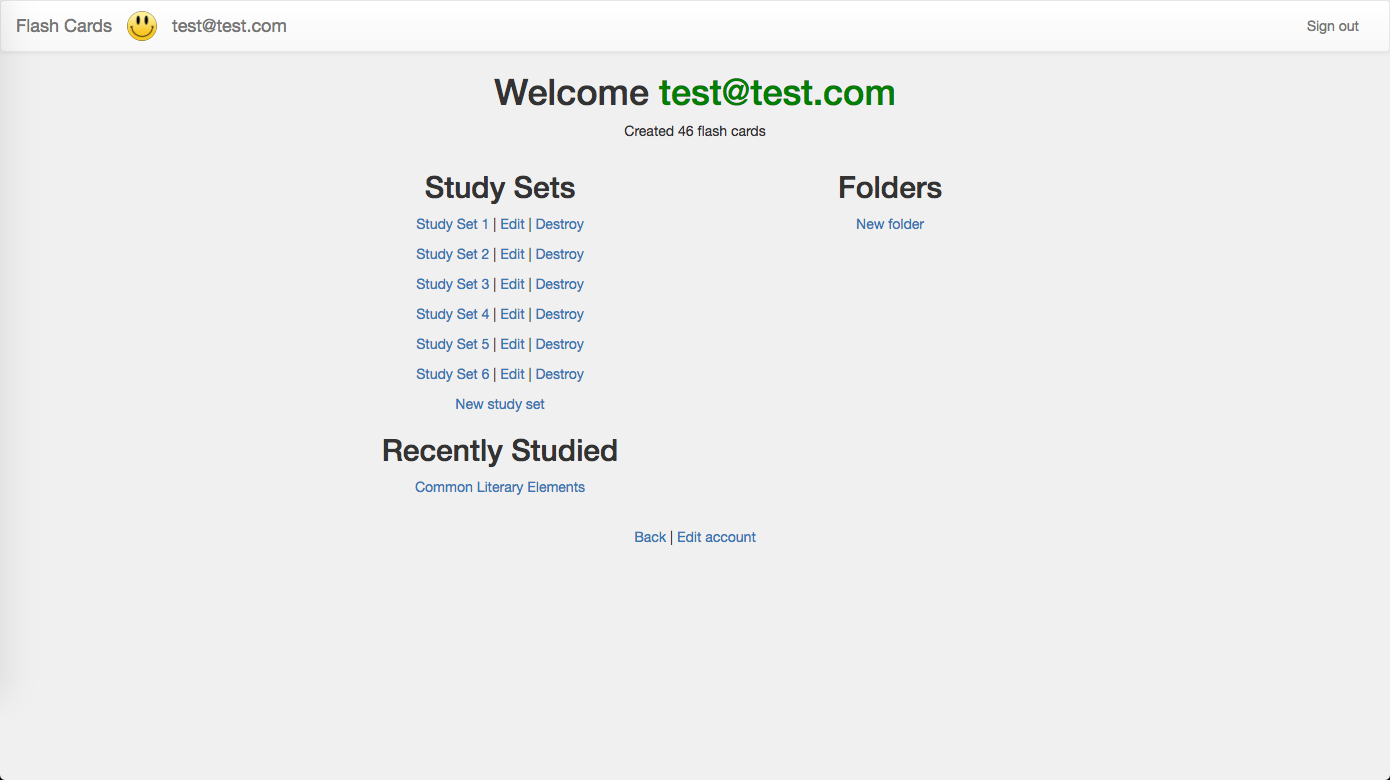 Flash Cards test@test.com Sign out
Welcome test@test.com
Created 46 flash cards
Study Sets
Study Set 1 | Edit | Destroy
Study Set 2 | Edit | Destroy
Study Set 3 | Edit | Destroy
Study Set 4 | Edit | Destroy
Study Set 5 | Edit | Destroy
Study Set 6 | Edit | Destroy
New study set
Recently Studied
Common Literary Elements
Folders
New folder
Back | Edit account